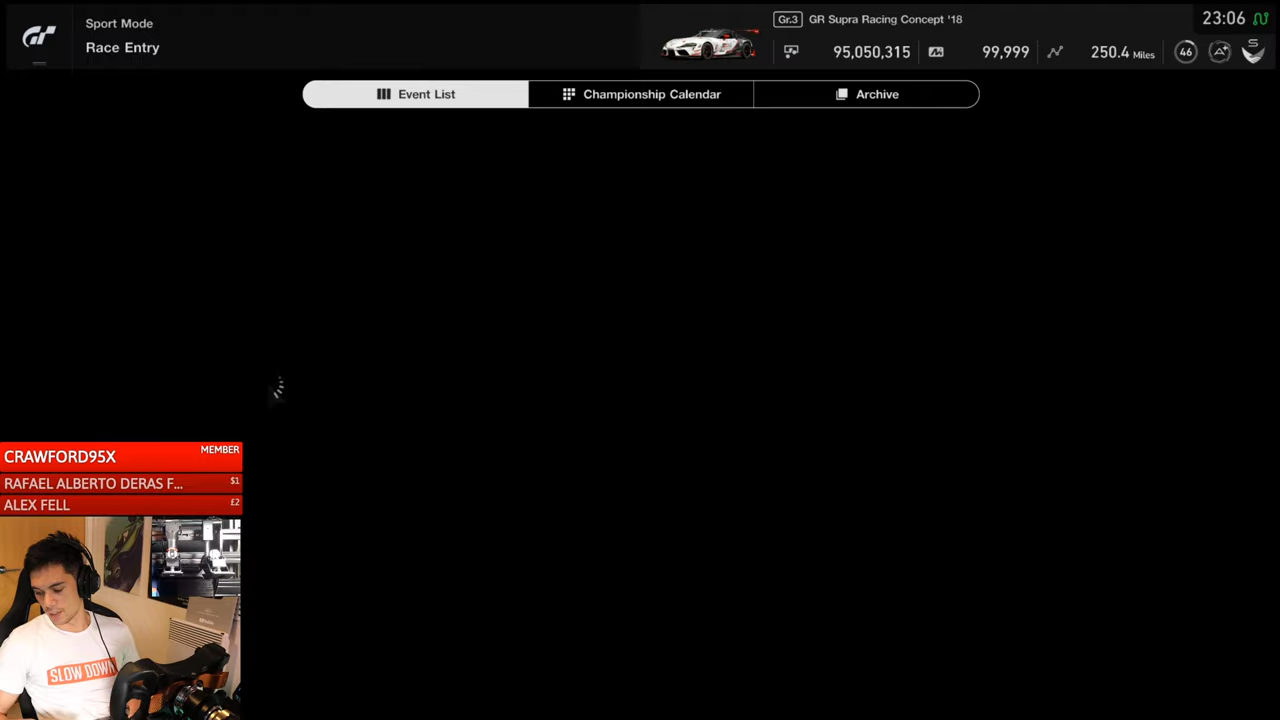 Sport Mode
Race Entry
Gr.3 GR Supra Racing Concept '18
95,050,315 99,999 250.4 Miles 46 A+ S
23:06
Event List Championship Calendar Archive
CRAWFORD95X MEMBER
RAFAEL ALBERTO DERAS F... $1
ALEX FELL £2
SLOW DOWN